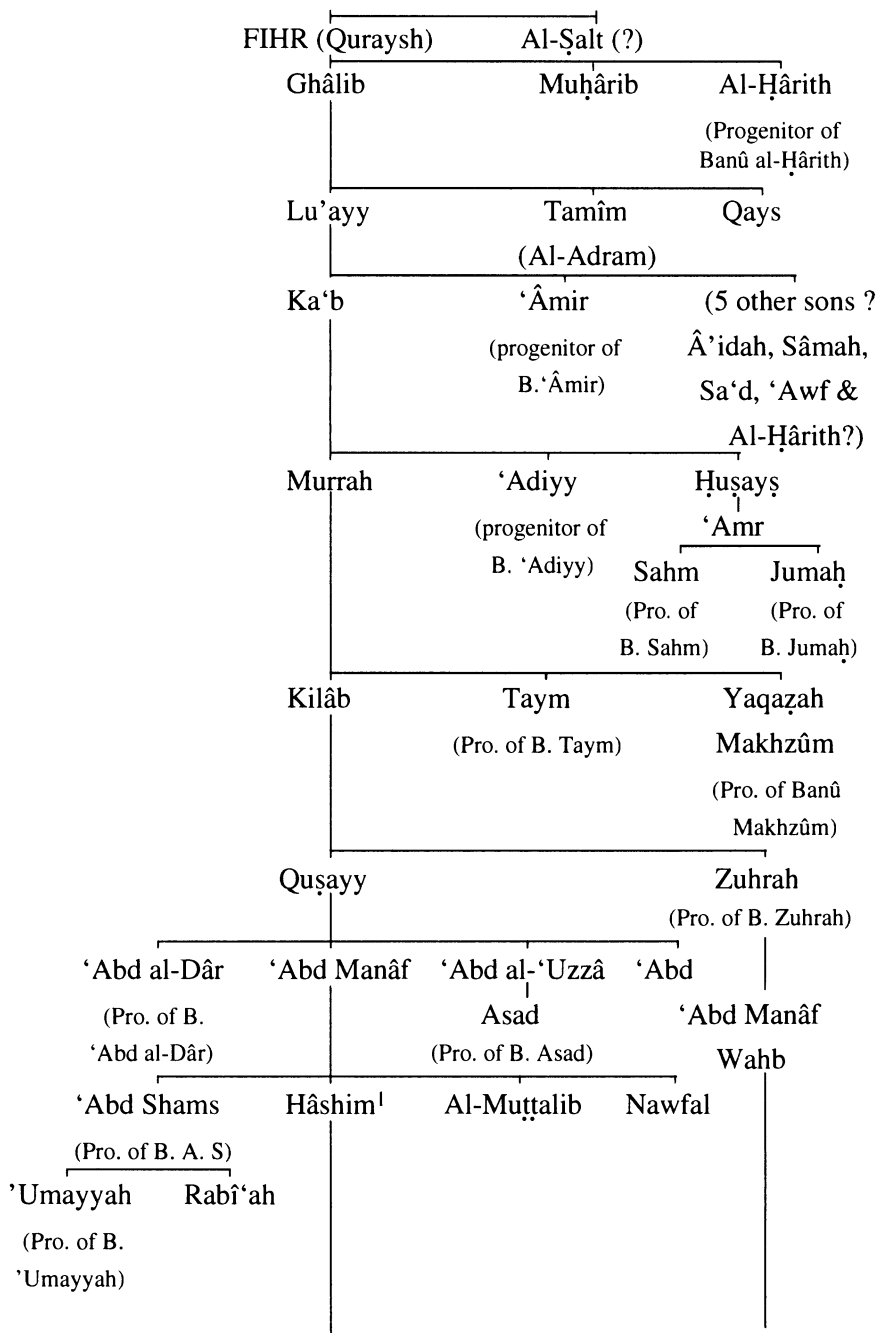 FIHR (Quraysh) Al-Ṣalt (?)
Ghâlib Muḥârib Al-Ḥârith
(Progenitor of
Banû al-Ḥârith)
Lu’ayy Tamîm Qays
(Al-Adram)
Ka‘b ‘Âmir (5 other sons ?
(progenitor of Â’idah, Sâmah,
B.‘Âmir) Sa‘d, ‘Awf &
Al-Ḥârith?)
Murrah ‘Adiyy Ḥuṣayṣ
(progenitor of ‘Amr
B. ‘Adiyy) Sahm Jumaḥ
(Pro. of (Pro. of
B. Sahm) B. Jumaḥ)
Kilâb Taym Yaqaẓah
(Pro. of B. Taym) Makhzûm
(Pro. of Banû
Makhzûm)
Quṣayy Zuhrah
(Pro. of B. Zuhrah)
‘Abd al-Dâr ‘Abd Manâf ‘Abd al-‘Uzzâ ‘Abd
(Pro. of B. Asad ‘Abd Manâf
‘Abd al-Dâr) (Pro. of B. Asad) Wahb
‘Abd Shams Hâshim¹ Al-Muṭṭalib Nawfal
(Pro. of B. A. S)
’Umayyah Rabî‘ah
(Pro. of B.
’Umayyah)